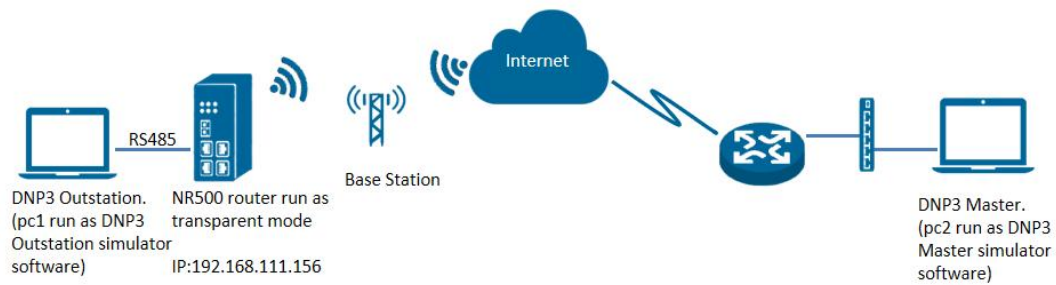 Internet
RS485
Base Station
DNP3 Outstation.
(pc1 run as DNP3
Outstation simulator
software)
NR500 router run as
transparent mode
IP:192.168.111.156
DNP3 Master.
(pc2 run as DNP3
Master simulator
software)